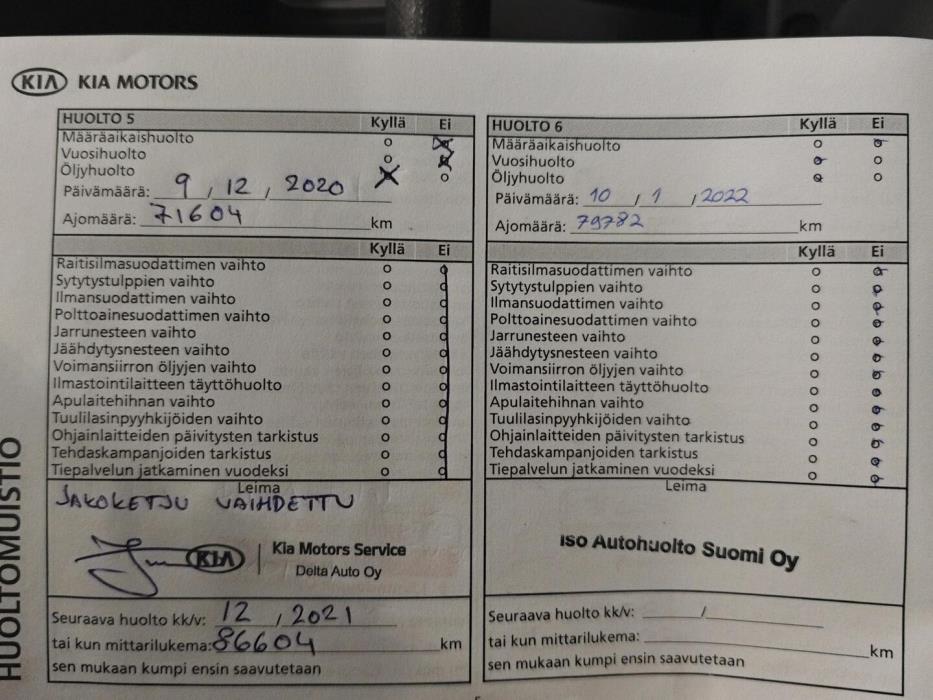 KIA KIA MOTORS
HUOLTO 5 Kyllä Ei
Määräaikaishuolto
Vuosihuolto
Öljyhuolto
Päivämäärä: 9 / 12 / 2020
Ajomäärä: 71604 km
Kyllä Ei
Raitisilmasuodattimen vaihto
Sytytystulppien vaihto
Ilmansuodattimen vaihto
Polttoainesuodattimen vaihto
Jarrunesteen vaihto
Jäähdytysnesteen vaihto
Voimansiirron öljyjen vaihto
Ilmastointilaitteen täyttöhuolto
Apulaitehihnan vaihto
Tuulilasinpyyhkijöiden vaihto
Ohjainlaitteiden päivitysten tarkistus
Tehdaskampanjoiden tarkistus
Tiepalvelun jatkaminen vuodeksi
Leima
JAKOKETJU VAIHDETTU
KIA Kia Motors Service
Delta Auto Oy
Seuraava huolto kk/v: 12 / 2021
tai kun mittarilukema: 86604 km
sen mukaan kumpi ensin saavutetaan
HUOLTO 6 Kyllä Ei
Määräaikaishuolto
Vuosihuolto
Öljyhuolto
Päivämäärä: 10 / 1 / 2022
Ajomäärä: 79782 km
Kyllä Ei
Raitisilmasuodattimen vaihto
Sytytystulppien vaihto
Ilmansuodattimen vaihto
Polttoainesuodattimen vaihto
Jarrunesteen vaihto
Jäähdytysnesteen vaihto
Voimansiirron öljyjen vaihto
Ilmastointilaitteen täyttöhuolto
Apulaitehihnan vaihto
Tuulilasinpyyhkijöiden vaihto
Ohjainlaitteiden päivitysten tarkistus
Tehdaskampanjoiden tarkistus
Tiepalvelun jatkaminen vuodeksi
Leima
Iso Autohuolto Suomi Oy
Seuraava huolto kk/v: /
tai kun mittarilukema: km
sen mukaan kumpi ensin saavutetaan
HUOLTOMUISTIO